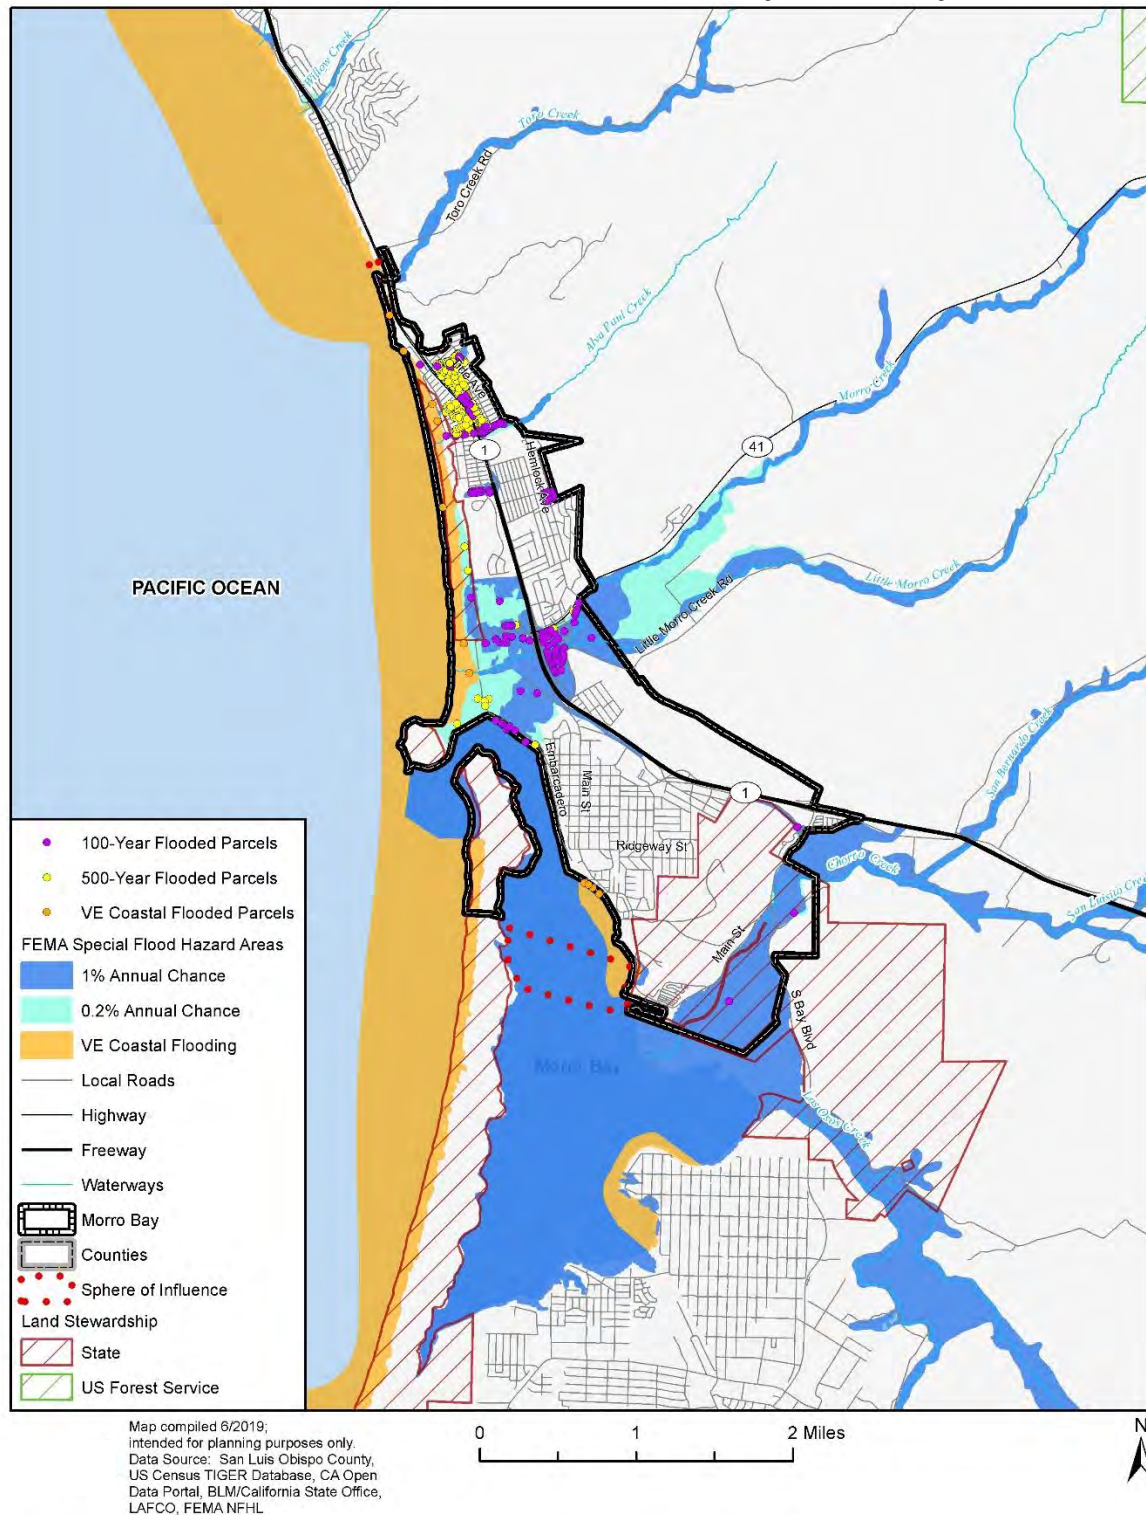 Willow Creek
Toro Creek
Toro Creek Rd
Alva Paul Creek
Morro Creek
41
1
Hemlock Ave
Little Morro Creek
Little Morro Creek Rd
PACIFIC OCEAN
San Bernardo Creek
Embarcadero
Main St
1
Ridgeway St
Chorro Creek
San Luisito Cree
Main St
S Bay Blvd
Morro Bay
Los Osos Creek
100-Year Flooded Parcels
500-Year Flooded Parcels
VE Coastal Flooded Parcels
FEMA Special Flood Hazard Areas
1% Annual Chance
0.2% Annual Chance
VE Coastal Flooding
Local Roads
Highway
Freeway
Waterways
Morro Bay
Counties
Sphere of Influence
Land Stewardship
State
US Forest Service
Map compiled 6/2019;
intended for planning purposes only.
Data Source: San Luis Obispo County,
US Census TIGER Database, CA Open
Data Portal, BLM/California State Office,
LAFCO, FEMA NFHL
0 1 2 Miles
N